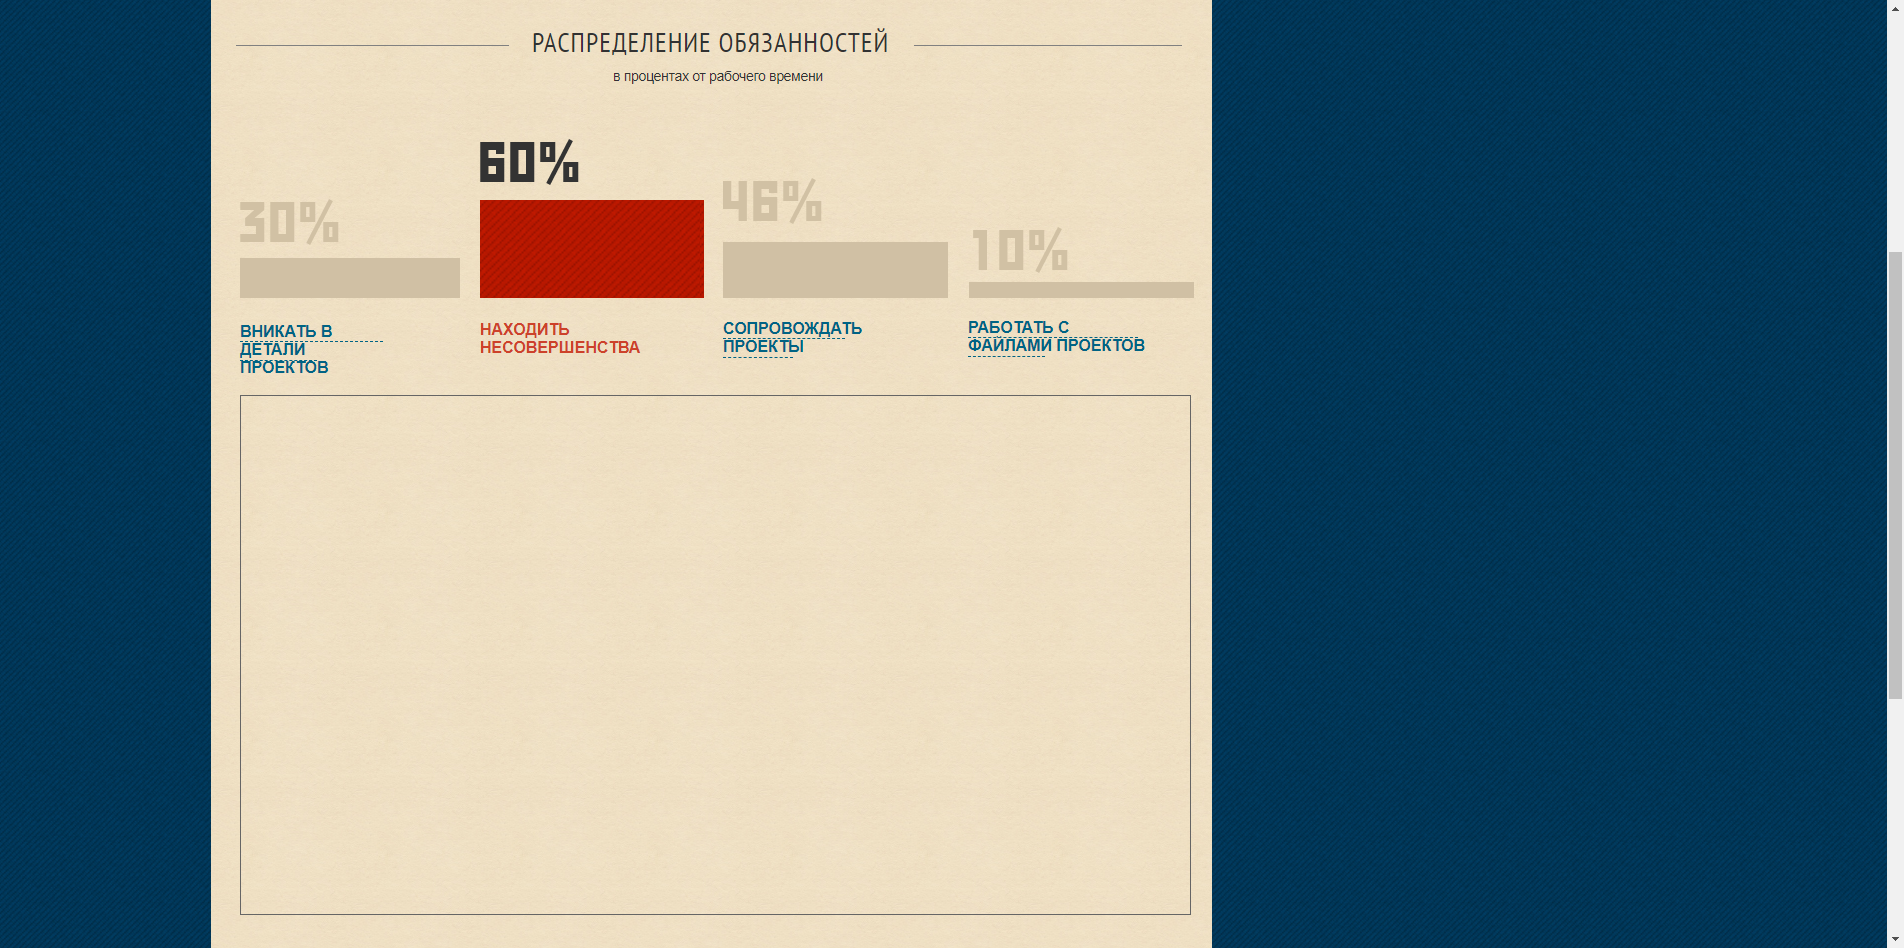 РАСПРЕДЕЛЕНИЕ ОБЯЗАННОСТЕЙ
в процентах от рабочего времени
30%
60%
46%
10%
ВНИКАТЬ В
ДЕТАЛИ
ПРОЕКТОВ
НАХОДИТЬ
НЕСОВЕРШЕНСТВА
СОПРОВОЖДАТЬ
ПРОЕКТЫ
РАБОТАТЬ С
ФАЙЛАМИ ПРОЕКТОВ